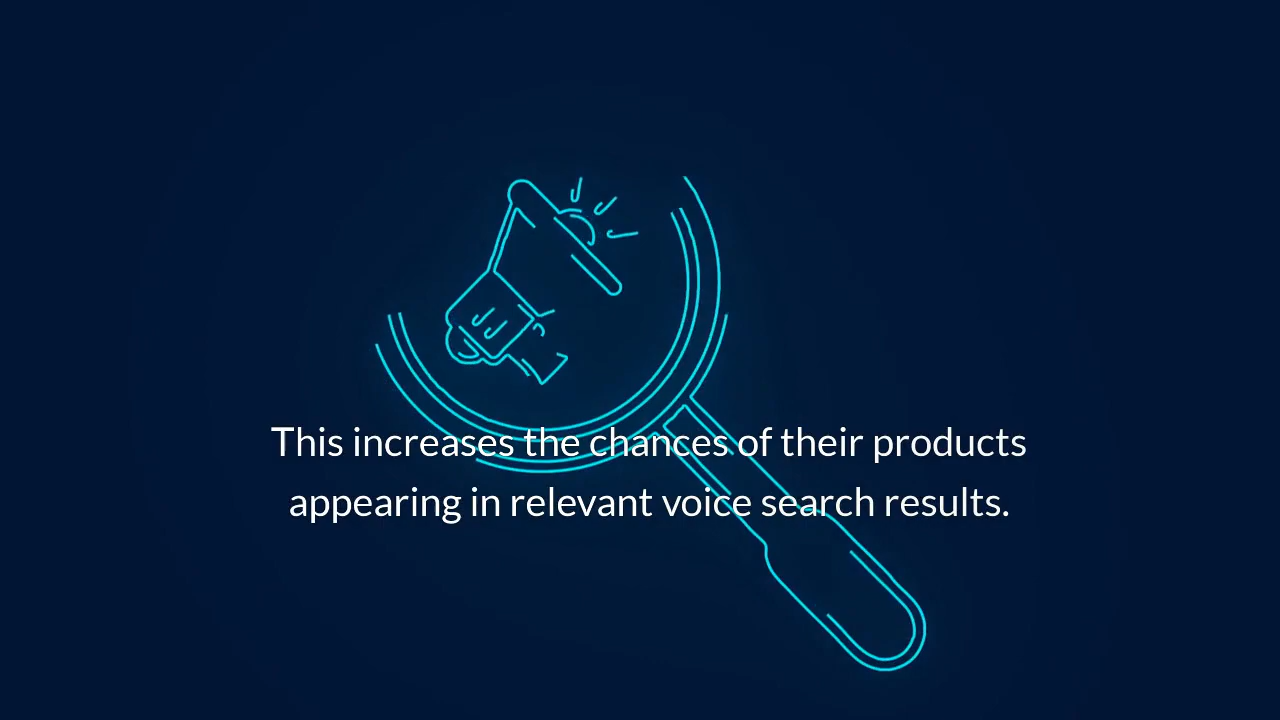 This increases the chances of their products
appearing in relevant voice search results.